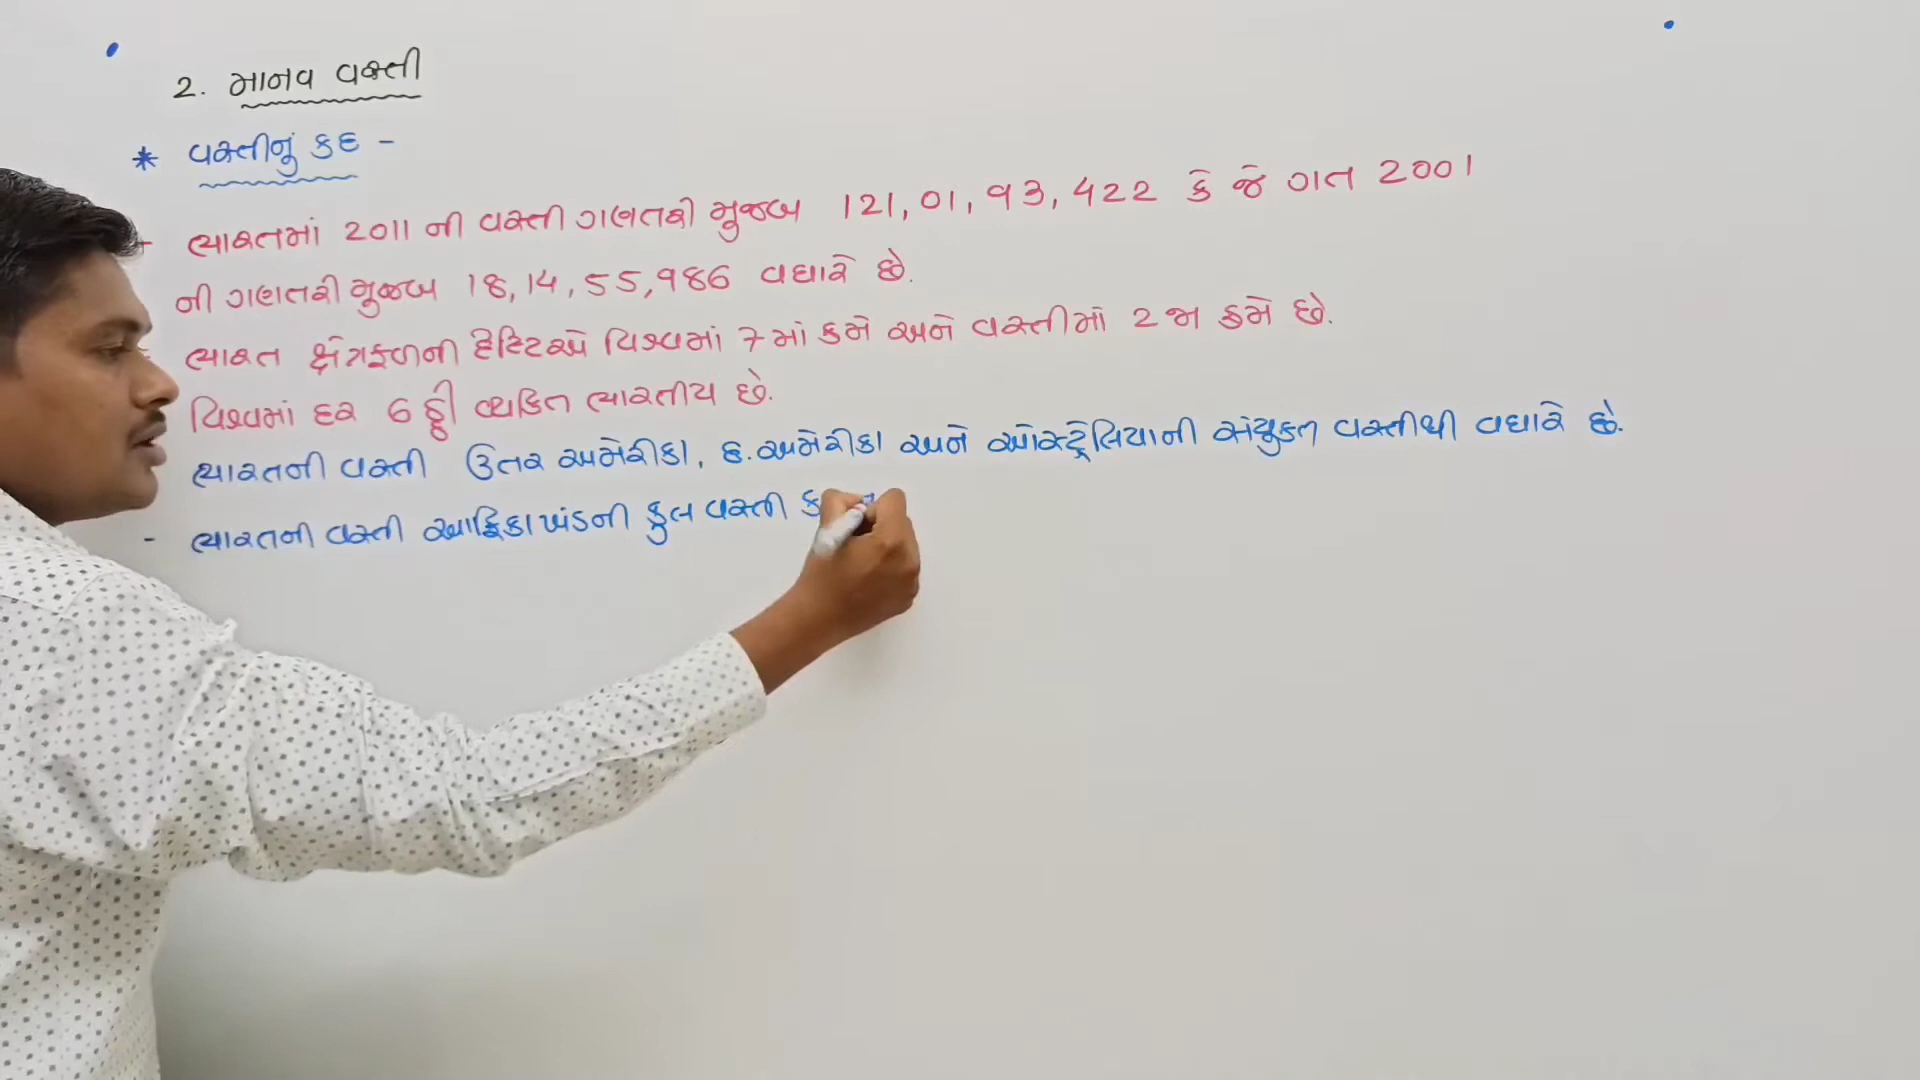 2. માનવ વસ્તી
* વસ્તીનું કદ -
ભારતમાં 2011 ની વસ્તી ગણતરી મુજબ 121,01,93,422 કે જે ગત 2001
ની ગણતરી મુજબ 18,14,55,986 વધારે છે.
ભારત ક્ષેત્રફળની દ્રષ્ટિએ વિશ્વમાં 7 માં ક્રમે અને વસ્તીમાં 2 જા ક્રમે છે.
વિશ્વમાં દર 6 ઠ્ઠી વ્યકિત ભારતીય છે.
ભારતની વસ્તી ઉતર અમેરીકા, દ. અમેરીકા અને ઓસ્ટ્રેલિયાની સંયુકત વસ્તીથી વધારે છે.
- ભારતની વસ્તી આફ્રિકા ખંડની કુલ વસ્તી